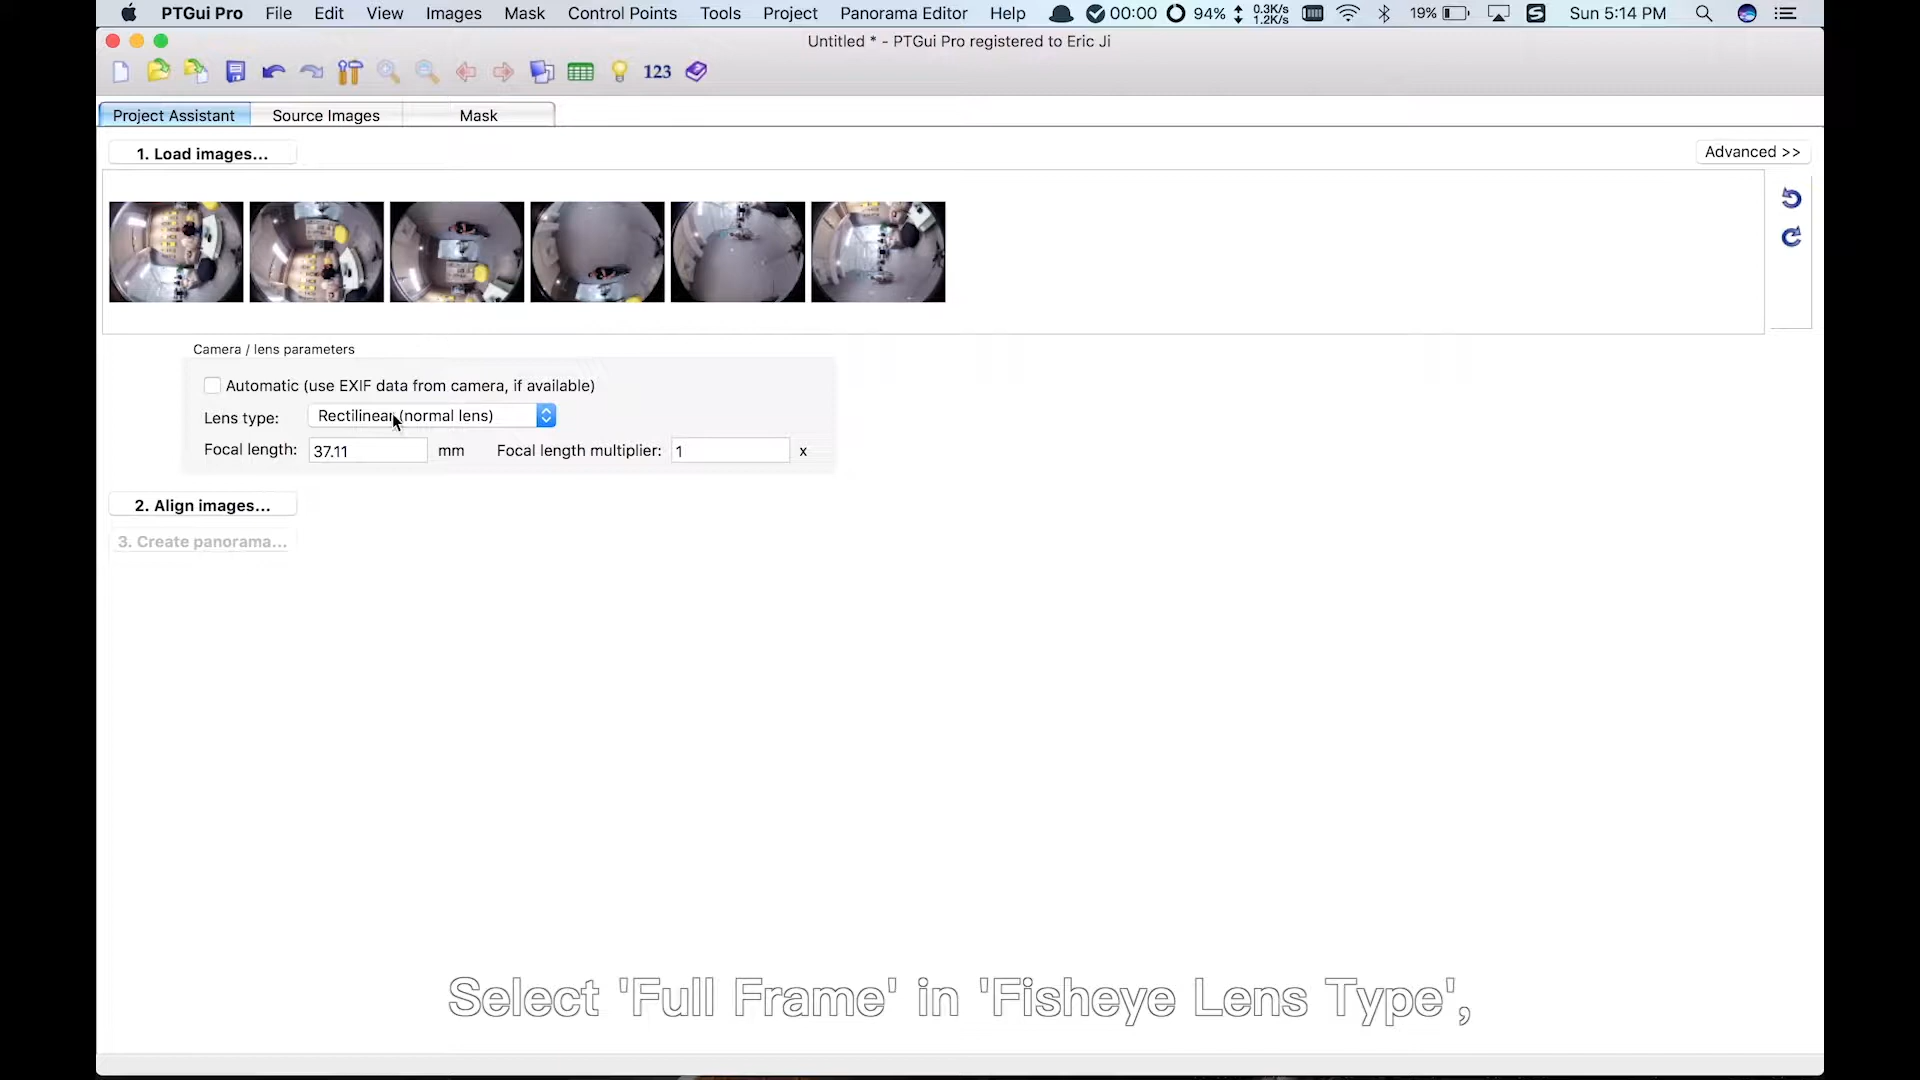 PTGui Pro File Edit View Images Mask Control Points Tools Project Panorama Editor Help 00:00 94% 0.3K/s 1.2K/s 19% S Sun 5:14 PM
Untitled * - PTGui Pro registered to Eric Ji
123
Project Assistant Source Images Mask
1. Load images... Advanced >>
Camera / lens parameters
Automatic (use EXIF data from camera, if available)
Lens type: Rectilinear (normal lens)
Focal length: 37.11 mm Focal length multiplier: 1 x
2. Align images...
3. Create panorama...
Select 'Full Frame' in 'Fisheye Lens Type',